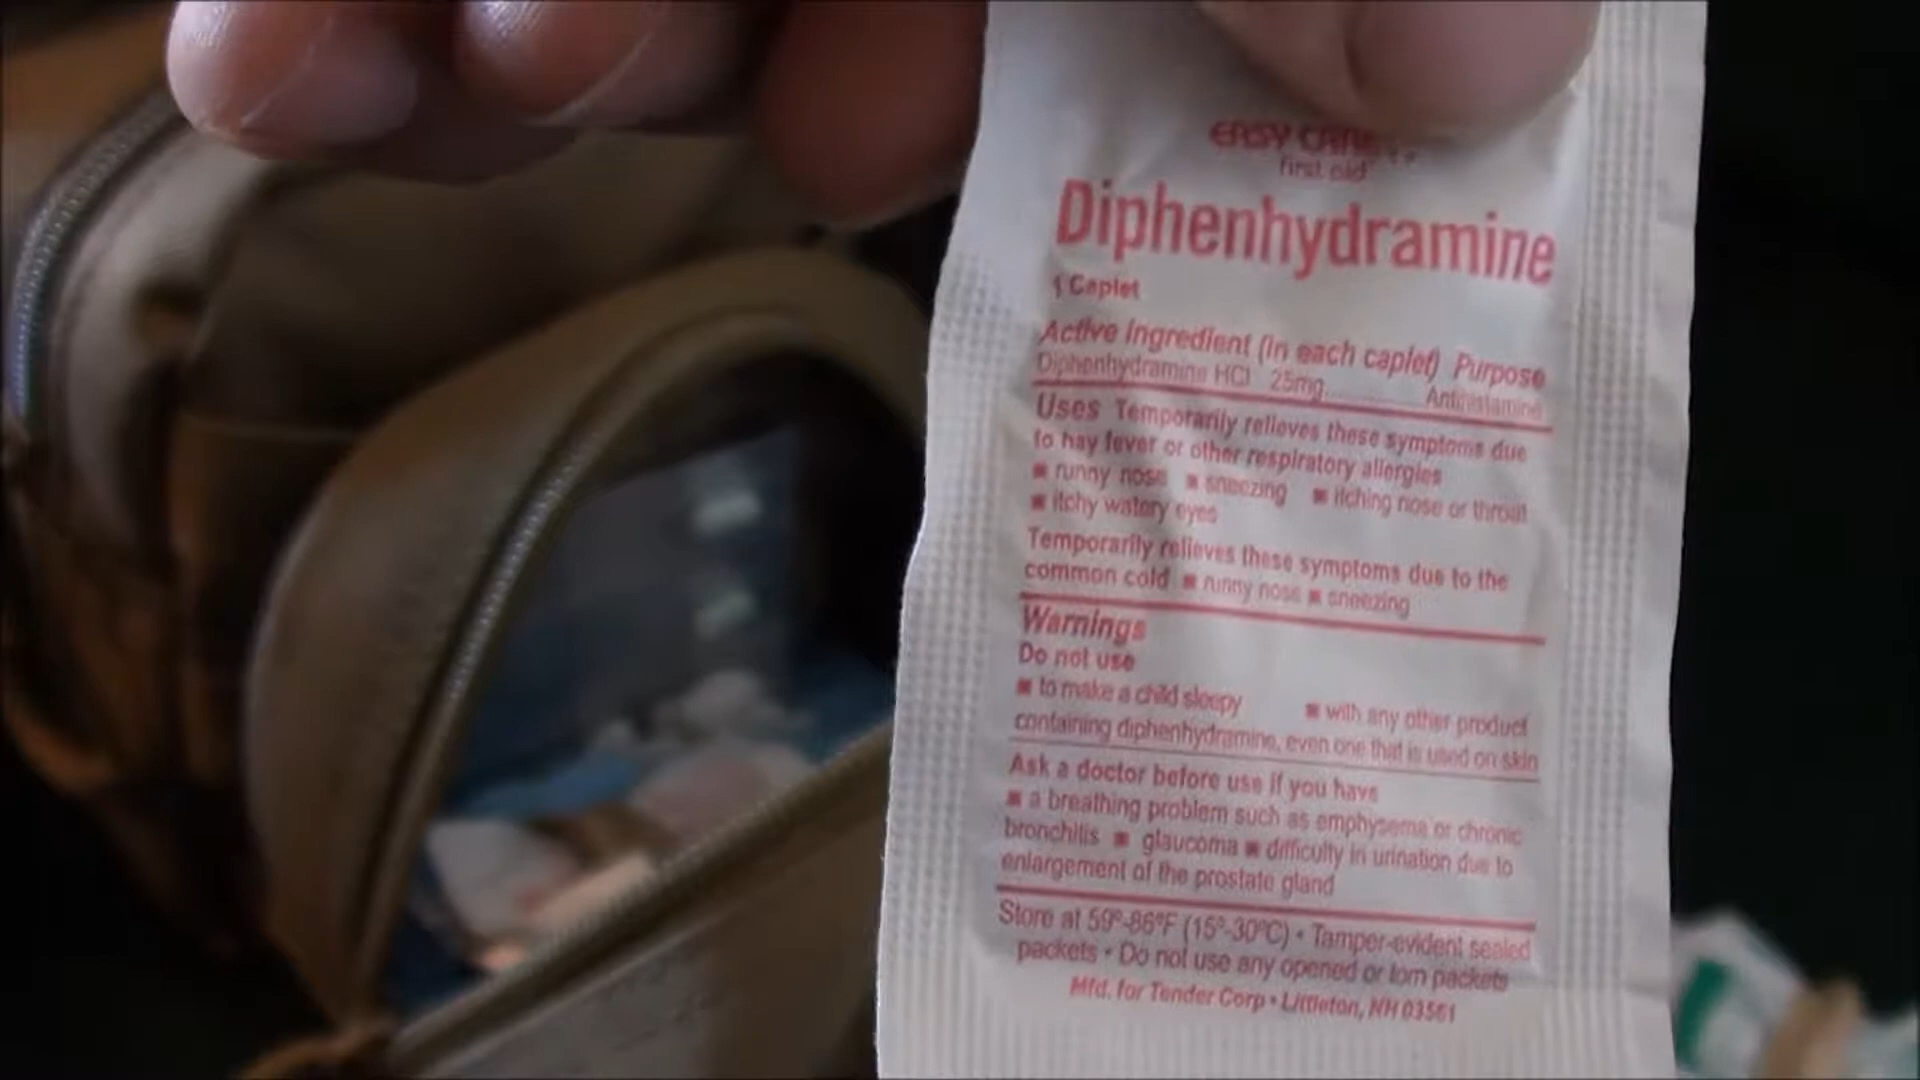 EASY CARE
first aid
Diphenhydramine
1 Caplet
Active ingredient (in each caplet) Purpose
Diphenhydramine HCl 25mg............Antihistamine
Uses Temporarily relieves these symptoms due
to hay fever or other respiratory allergies
■ runny nose ■ sneezing ■ itching nose or throat
■ itchy watery eyes
Temporarily relieves these symptoms due to the
common cold ■ runny nose ■ sneezing
Warnings
Do not use
■ to make a child sleepy ■ with any other product
containing diphenhydramine, even one that is used on skin
Ask a doctor before use if you have
■ a breathing problem such as emphysema or chronic
bronchitis ■ glaucoma ■ difficulty in urination due to
enlargement of the prostate gland
Store at 59º-86ºF (15º-30ºC) • Tamper-evident sealed
packets • Do not use any opened or torn packets
Mfd. for Tender Corp • Littleton, NH 03561